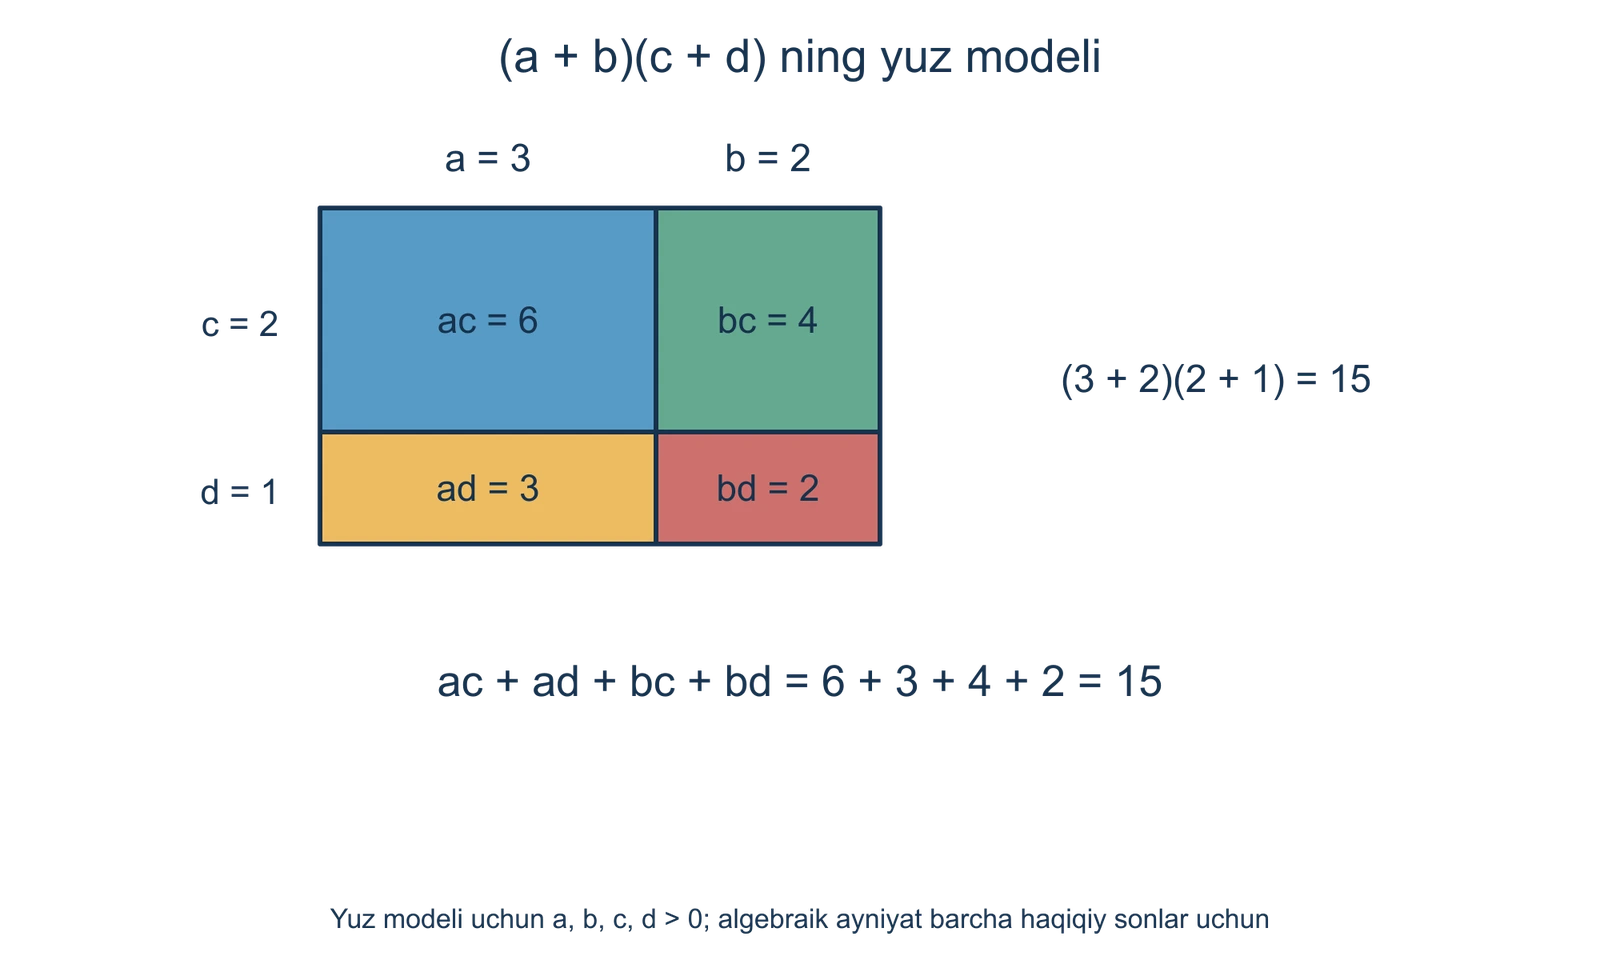 (a + b)(c + d) ning yuz modeli
a = 3
b = 2
c = 2
ac = 6
bc = 4
(3 + 2)(2 + 1) = 15
d = 1
ad = 3
bd = 2
ac + ad + bc + bd = 6 + 3 + 4 + 2 = 15
Yuz modeli uchun a, b, c, d > 0; algebraik ayniyat barcha haqiqiy sonlar uchun